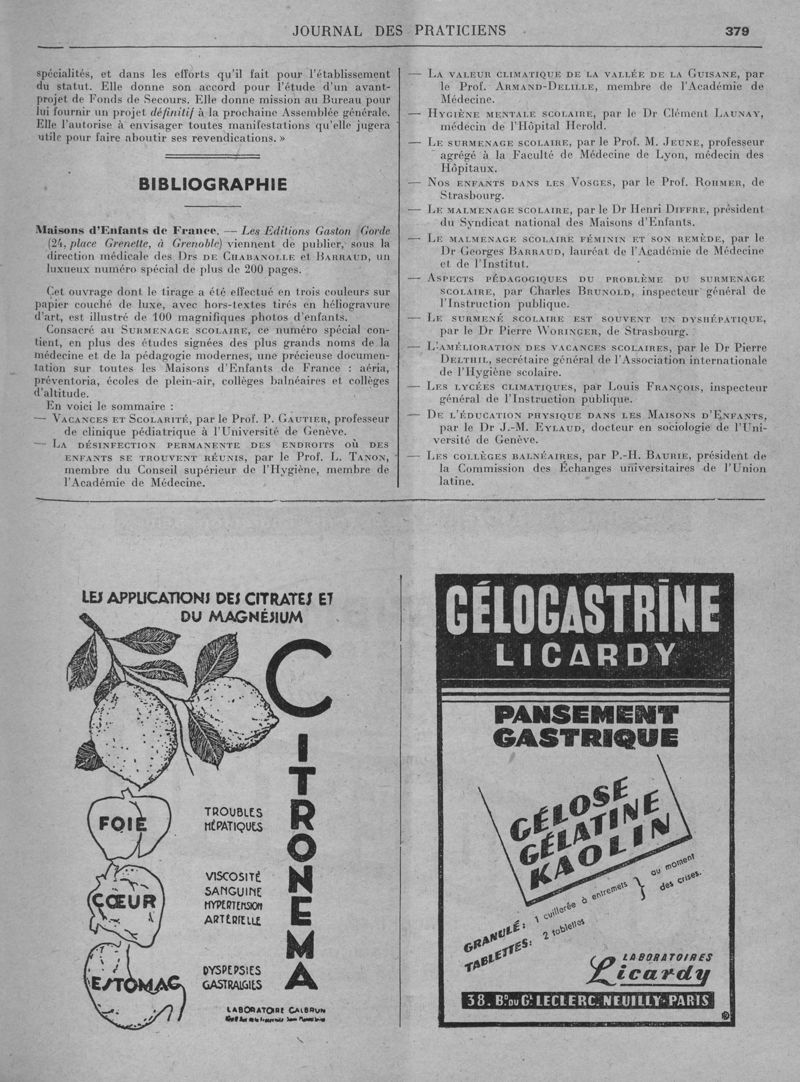 JOURNAL DES PRATICIENS 379
spécialités, et dans les efforts qu'il fait pour l'établissement
du statut. Elle donne son accord pour l'étude d'un avant-
projet de Fonds de Secours. Elle donne mission au Bureau pour
lui fournir un projet définitif à la prochaine Assemblée générale.
Elle l'autorise à envisager toutes manifestations qu'elle jugera
utile pour faire aboutir ses revendications. »
BIBLIOGRAPHIE
Maisons d'Enfants de France. — Les Editions Gaston Gorde
(24, place Grenette, à Grenoble) viennent de publier, sous la
direction médicale des Drs DE CHABANOLLE et BARRAUD, un
luxueux numéro spécial de plus de 200 pages.
Cet ouvrage dont le tirage a été effectué en trois couleurs sur
papier couché de luxe, avec hors-textes tirés en héliogravure
d'art, est illustré de 100 magnifiques photos d'enfants.
Consacré au SURMENAGE SCOLAIRE, ce numéro spécial con-
tient, en plus des études signées des plus grands noms de la
médecine et de la pédagogie modernes, une précieuse documen-
tation sur toutes les Maisons d'Enfants de France : aéria,
préventoria, écoles de plein-air, collèges balnéaires et collèges
d'altitude.
En voici le sommaire :
— VACANCES ET SCOLARITÉ, par le Prof. P. GAUTIER, professeur
de clinique pédiatrique à l'Université de Genève.
— LA DÉSINFECTION PERMANENTE DES ENDROITS OÙ DES
ENFANTS SE TROUVENT RÉUNIS, par le Prof. L. TANON,
membre du Conseil supérieur de l'Hygiène, membre de
l'Académie de Médecine.
— LA VALEUR CLIMATIQUE DE LA VALLÉE DE LA GUISANE, par
le Prof. ARMAND-DELILLE, membre de l'Académie de
Médecine.
— HYGIÈNE MENTALE SCOLAIRE, par le Dr Clément LAUNAY,
médecin de l'Hôpital Herold.
— LE SURMENAGE SCOLAIRE, par le Prof. M. JEUNE, professeur
agrégé à la Faculté de Médecine de Lyon, médecin des
Hôpitaux.
— NOS ENFANTS DANS LES VOSGES, par le Prof. ROHMER, de
Strasbourg.
— LE MALMENAGE SCOLAIRE, par le Dr Henri DIFFRE, président
du Syndicat national des Maisons d'Enfants.
— LE MALMENAGE SCOLAIRE FÉMININ ET SON REMÈDE, par le
Dr Georges BARRAUD, lauréat de l'Académie de Médecine
et de l'Institut.
— ASPECTS PÉDAGOGIQUES DU PROBLÈME DU SURMENAGE
SCOLAIRE, par Charles BRUNOLD, inspecteur général de
l'Instruction publique.
— LE SURMENÉ SCOLAIRE EST SOUVENT UN DYSHÉPATIQUE,
par le Dr Pierre WORINGER, de Strasbourg.
— L'AMÉLIORATION DES VACANCES SCOLAIRES, par le Dr Pierre
DELTHIL, secrétaire général de l'Association internationale
de l'Hygiène scolaire.
— LES LYCÉES CLIMATIQUES, par Louis FRANÇOIS, inspecteur
général de l'Instruction publique.
— DE L'ÉDUCATION PHYSIQUE DANS LES MAISONS D'ENFANTS,
par le Dr J.-M. EYLAUD, docteur en sociologie de l'Uni-
versité de Genève.
— LES COLLÈGES BALNÉAIRES, par P.-H. BAURIE, président de
la Commission des Échanges universitaires de l'Union
latine.
LES APPLICATIONS DES CITRATES ET
DU MAGNÉSIUM
CITRONEMA
FOIE
TROUBLES
HÉPATIQUES
CŒUR
VISCOSITÉ
SANGUINE
HYPERTENSION
ARTÉRIELLE
ESTOMAC
DYSPEPSIES
GASTRALGIES
LABORATOIRE GALBRUN
GÉLOGASTRINE
LICARDY
PANSEMENT
GASTRIQUE
GÉLOSE
GÉLATINE
KAOLIN
GRANULÉ: 1 cuillerée à entremets
TABLETTES: 2 tablettes
au moment
des crises.
LABORATOIRES
Licardy
38. Bᴰ DU Gᴸ LECLERC. NEUILLY-PARIS